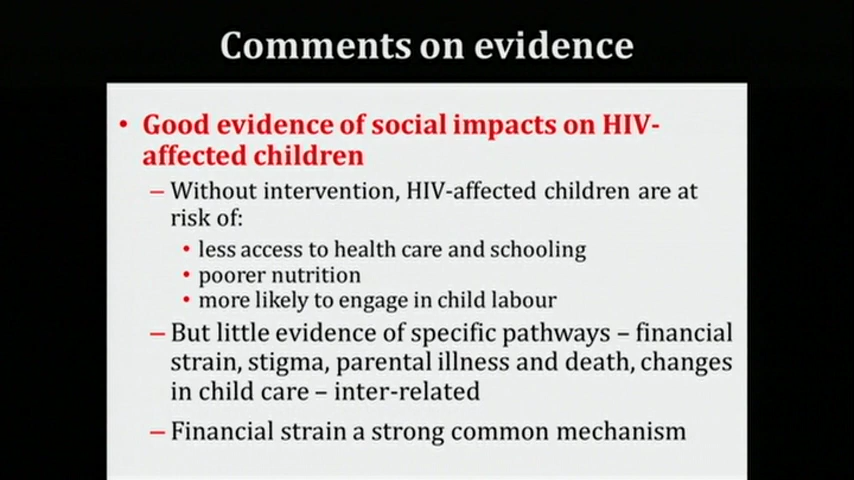 Comments on evidence
• Good evidence of social impacts on HIV-
affected children
– Without intervention, HIV-affected children are at
risk of:
• less access to health care and schooling
• poorer nutrition
• more likely to engage in child labour
– But little evidence of specific pathways – financial
strain, stigma, parental illness and death, changes
in child care – inter-related
– Financial strain a strong common mechanism